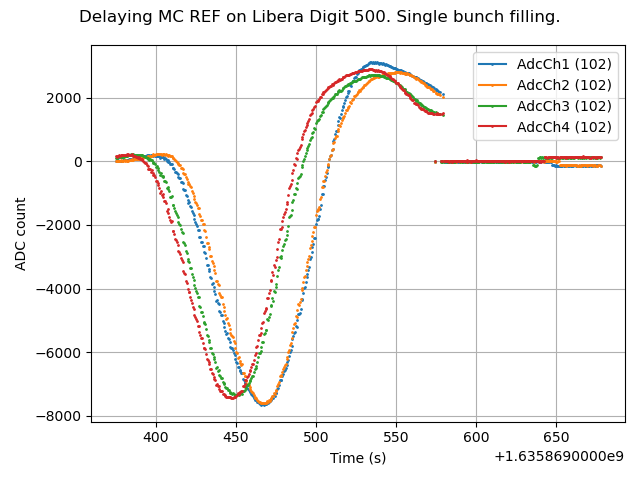 Delaying MC REF on Libera Digit 500. Single bunch filling.
AdcCh1 (102)
AdcCh2 (102)
AdcCh3 (102)
AdcCh4 (102)
ADC count
2000
0
−2000
−4000
−6000
−8000
400 450 500 550 600 650
Time (s)
+1.6358690000e9